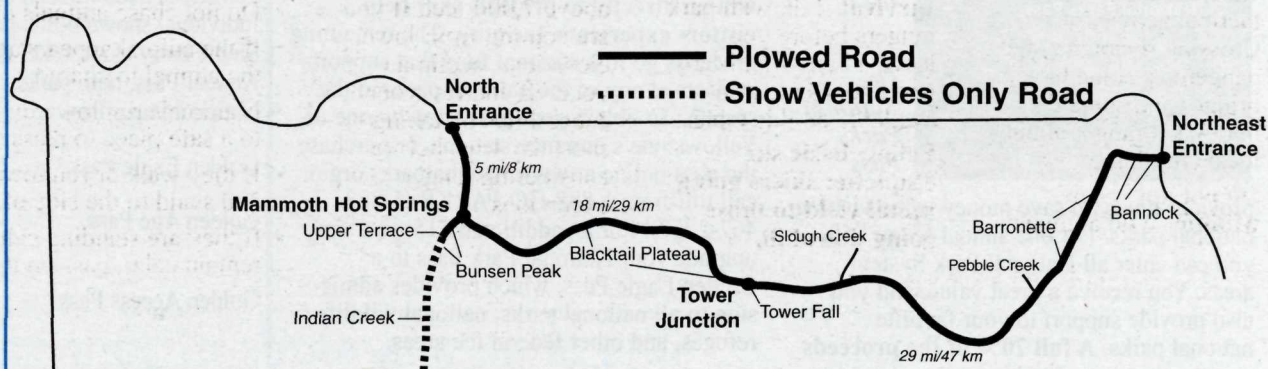 Plowed Road
Snow Vehicles Only Road
North
Entrance
Northeast
Entrance
5 mi/8 km
Mammoth Hot Springs
18 mi/29 km
Upper Terrace
Bannock
Barronette
Slough Creek
Bunsen Peak
Blacktail Plateau
Pebble Creek
Tower
Junction
Tower Fall
Indian Creek
29 mi/47 km